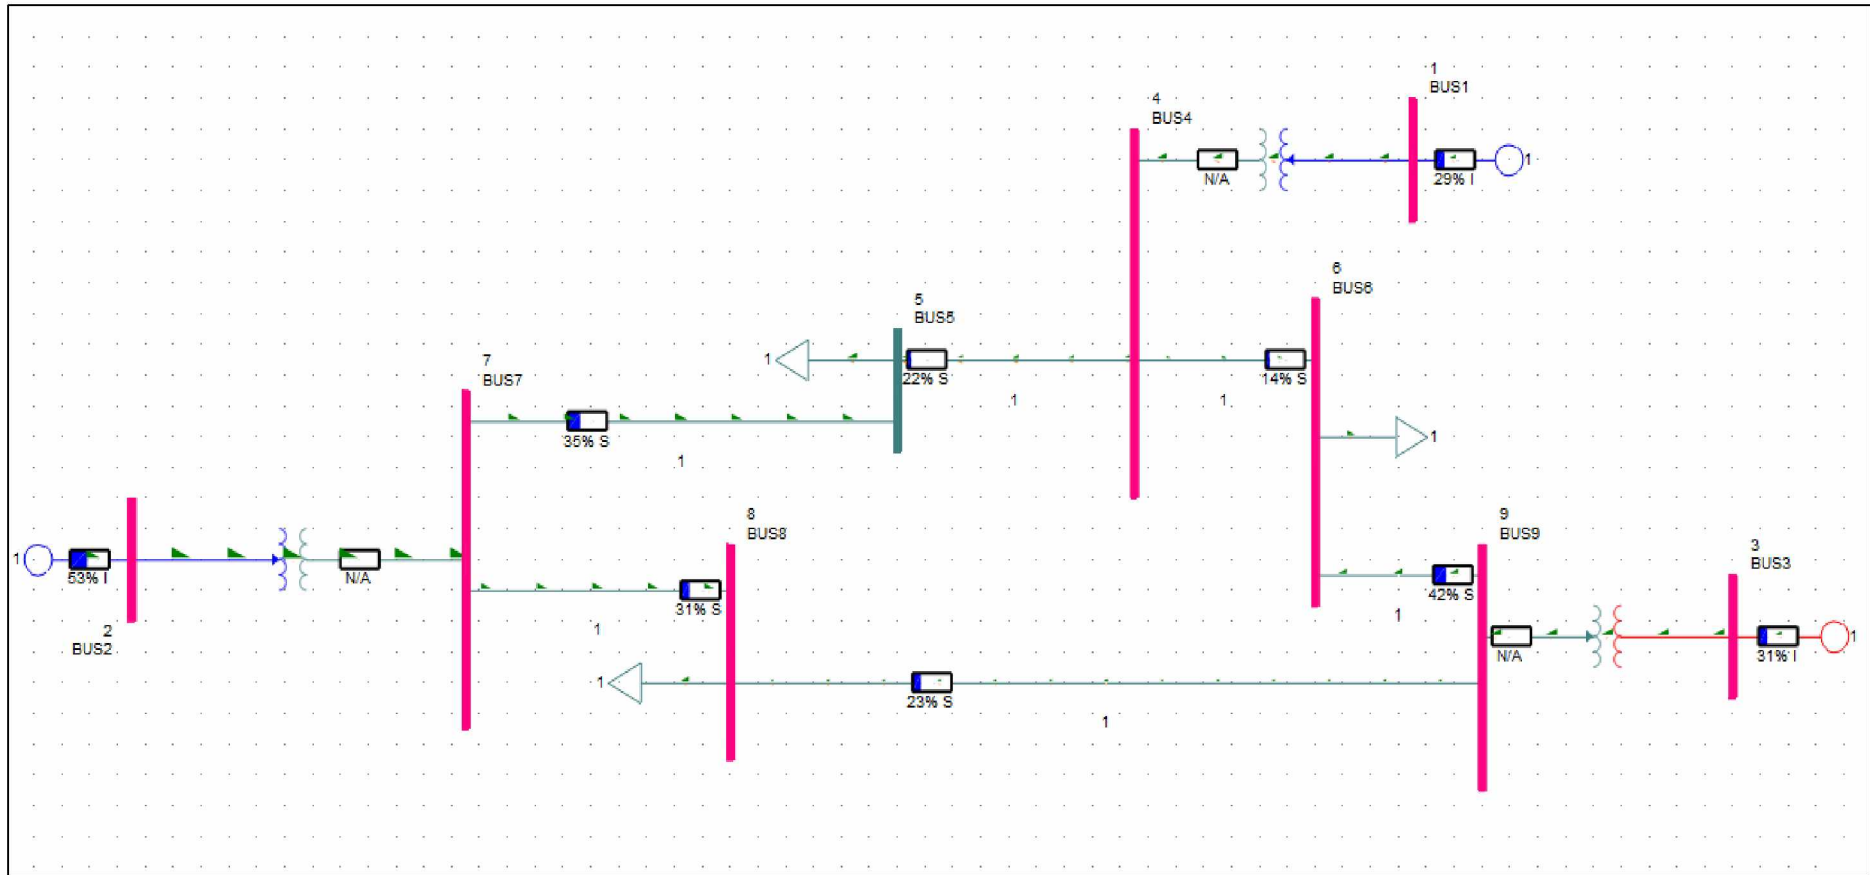 1
BUS1
4
BUS4
1
N/A
29% I
6
BUS6
5
BUS5
1
7
BUS7
22% S
14% S
1
1
1
35% S
1
9
BUS9
8
BUS8
3
BUS3
1
53% I
N/A
42% S
31% S
1
1
2
BUS2
1
N/A
31% I
1
23% S
1